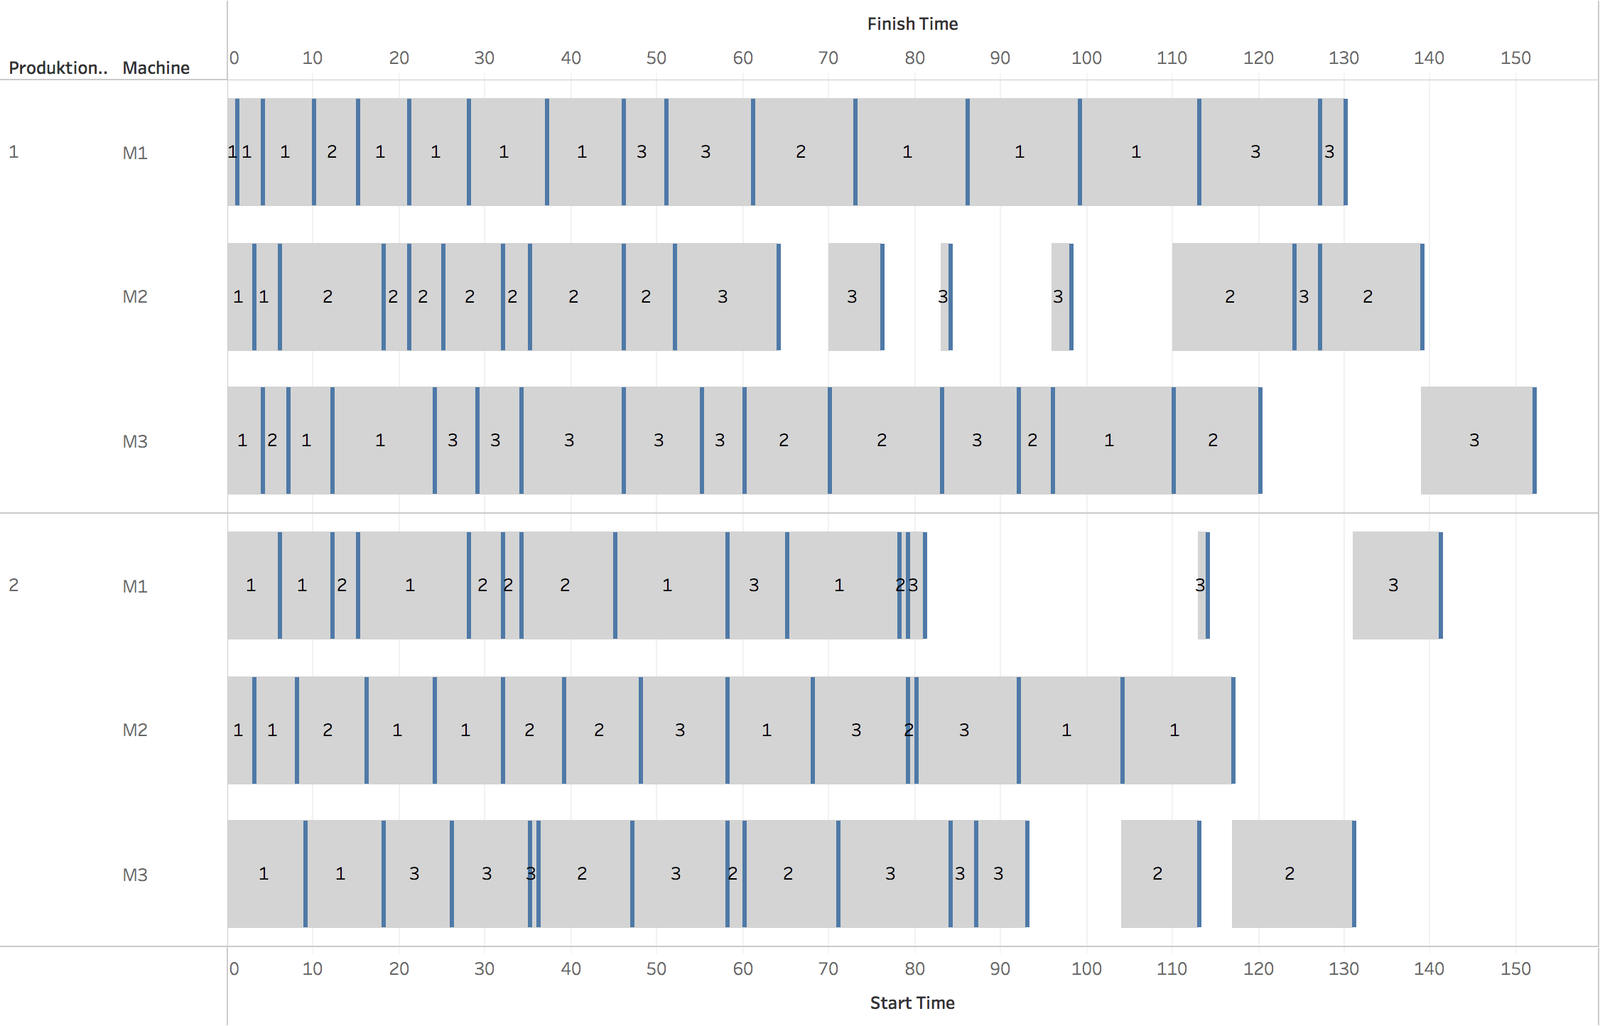 Finish Time
0 10 20 30 40 50 60 70 80 90 100 110 120 130 140 150
Produktion.. Machine
1 M1 1 1 1 2 1 1 1 1 3 3 2 1 1 1 3 3
M2 1 1 2 2 2 2 2 2 2 3 3 3 3 2 3 2
M3 1 2 1 1 3 3 3 3 3 2 2 3 2 1 2 3
2 M1 1 1 2 1 2 2 2 1 3 1 2 3 3 3
M2 1 1 2 1 1 2 2 3 1 3 2 3 1 1
M3 1 1 3 3 3 2 3 2 2 3 3 3 2 2
0 10 20 30 40 50 60 70 80 90 100 110 120 130 140 150
Start Time